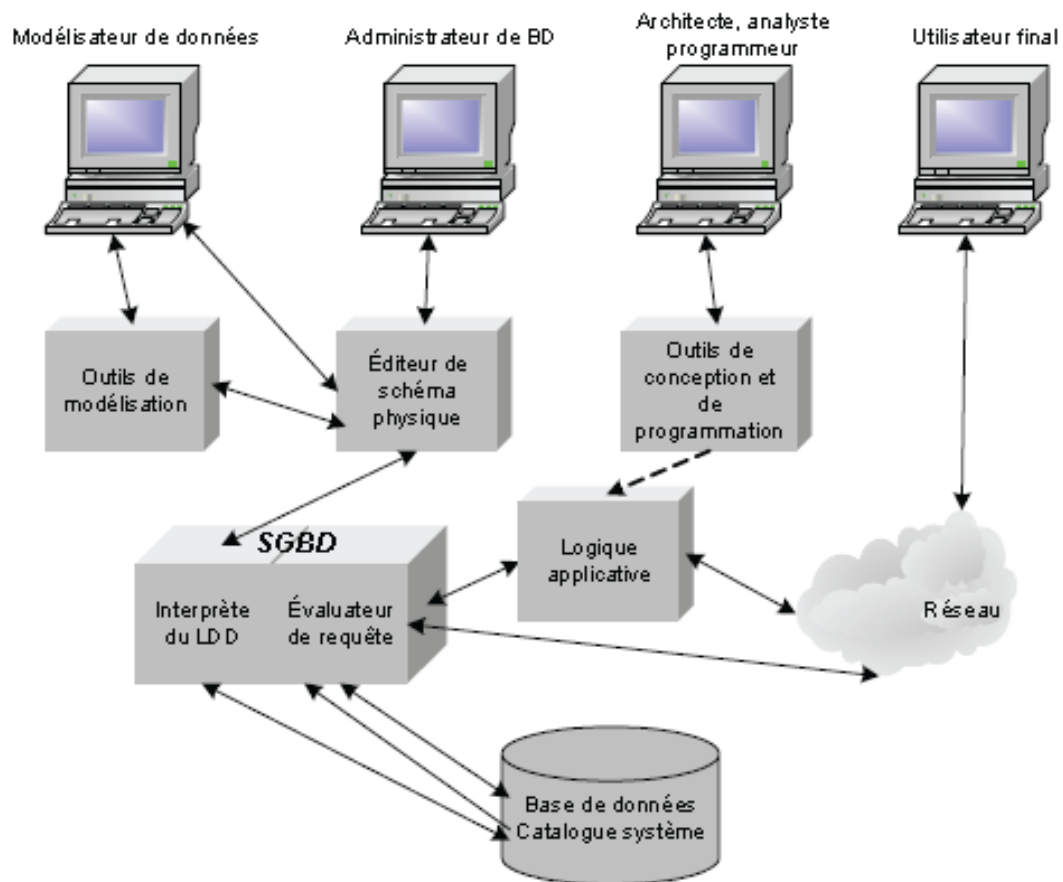 Modélisateur de données
Administrateur de BD
Architecte, analyste
programmeur
Utilisateur final
Outils de
modélisation
Éditeur de
schéma
physique
Outils de
conception et
de
programmation
SGBD
Interprète
du LDD
Évaluateur
de requête
Logique
applicative
Réseau
Base de données
Catalogue système